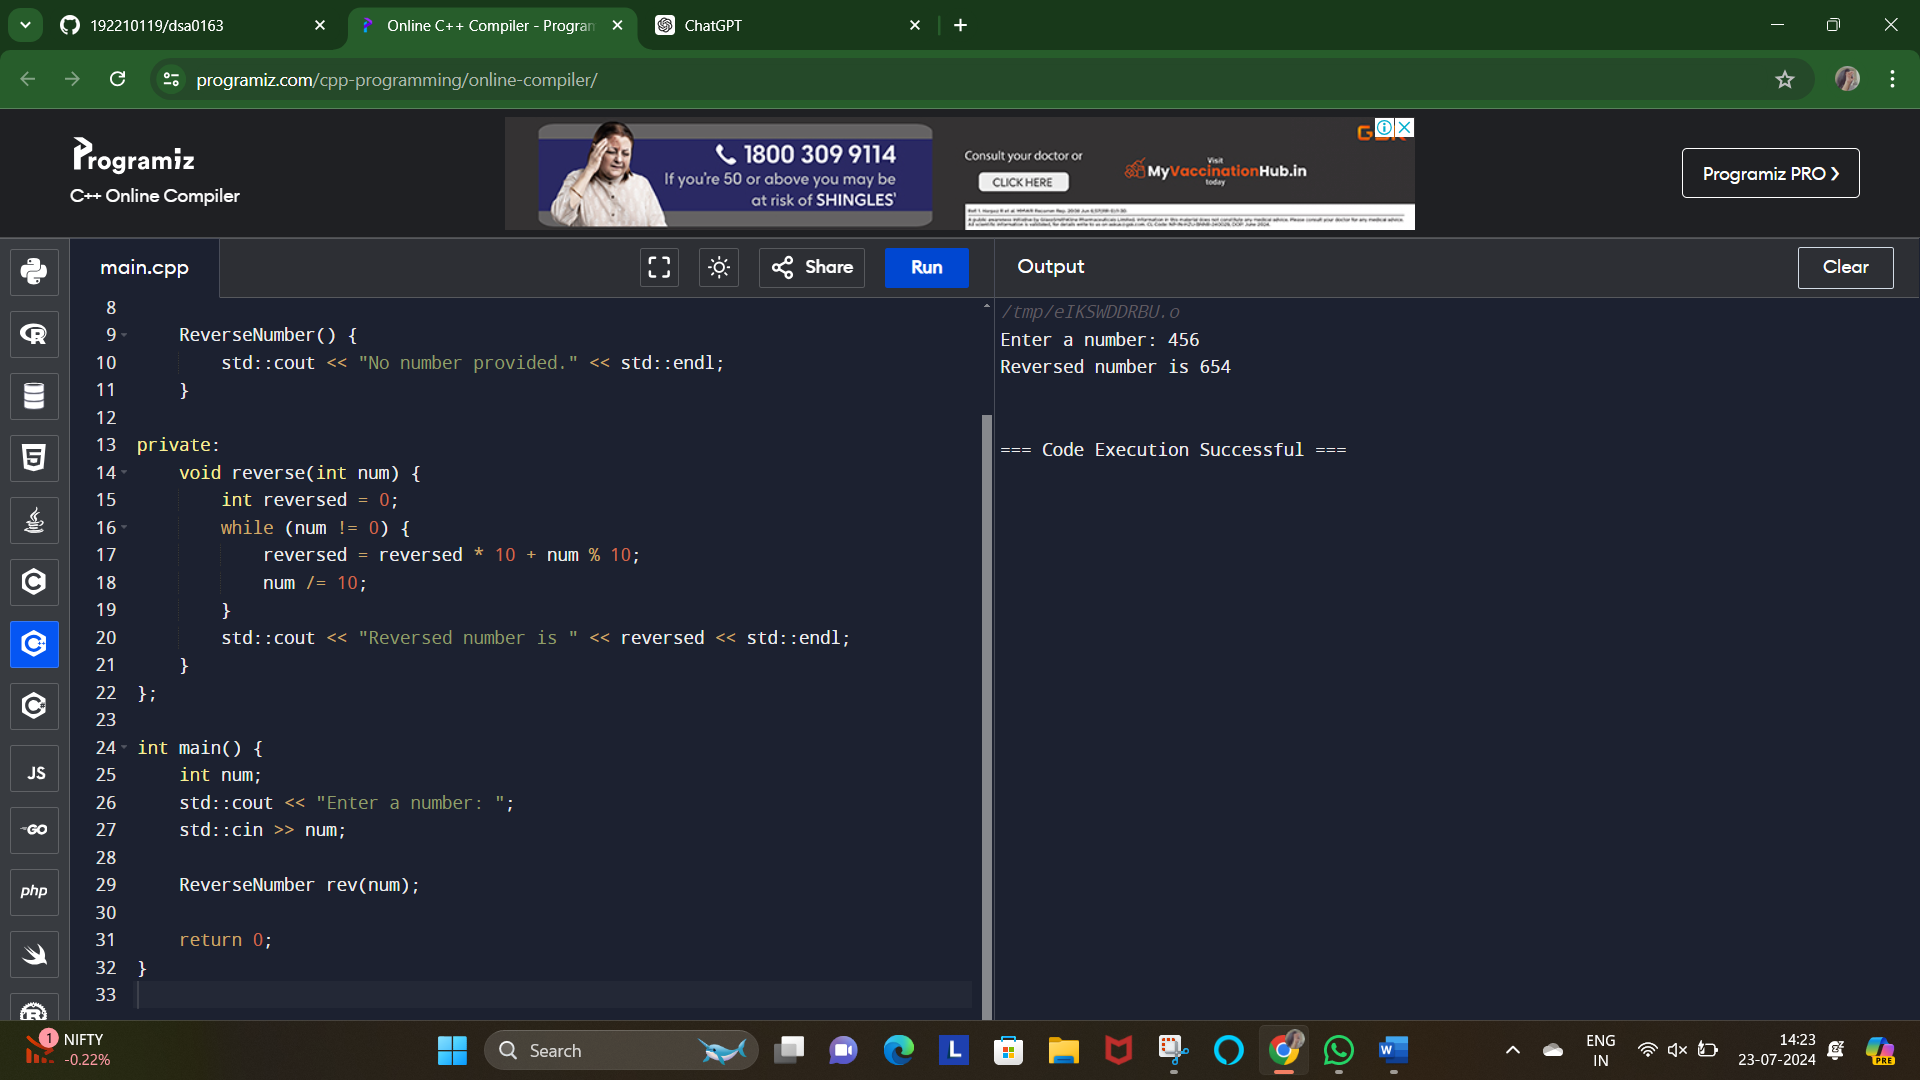 192210119/dsa0163
Online C++ Compiler - Program
ChatGPT
programiz.com/cpp-programming/online-compiler/
Programiz
C++ Online Compiler
1800 309 9114
If you're 50 or above you may be
at risk of SHINGLES'
Consult your doctor or
CLICK HERE
Visit
MyVaccinationHub.in
today
Programiz PRO ❯
main.cpp
Share
Run
Output
Clear
8
9 ReverseNumber() {
10 std::cout << "No number provided." << std::endl;
11 }
12
13 private:
14 void reverse(int num) {
15 int reversed = 0;
16 while (num != 0) {
17 reversed = reversed * 10 + num % 10;
18 num /= 10;
19 }
20 std::cout << "Reversed number is " << reversed << std::endl;
21 }
22 };
23
24 int main() {
25 int num;
26 std::cout << "Enter a number: ";
27 std::cin >> num;
28
29 ReverseNumber rev(num);
30
31 return 0;
32 }
33
/tmp/eIKSWDDRBU.o
Enter a number: 456
Reversed number is 654
=== Code Execution Successful ===
JS
GO
php
1
NIFTY
-0.22%
Search
L
W
ENG
IN
14:23
23-07-2024
PRE